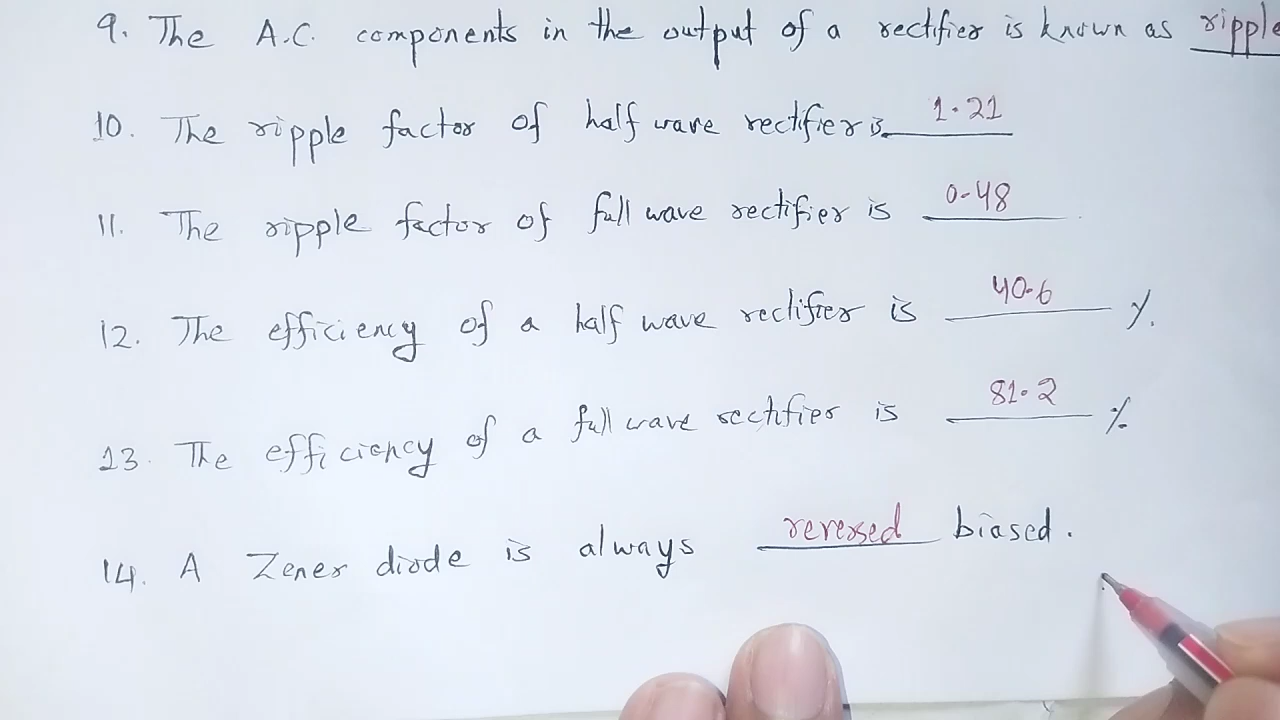 9. The A.C. components in the output of a rectifier is known as ripple
10. The ripple factor of half wave rectifier is 1.21
11. The ripple factor of full wave rectifier is 0.48
12. The efficiency of a half wave rectifier is 40.6 %.
13. The efficiency of a full wave rectifier is 81.2 %.
14. A Zener diode is always reversed biased.